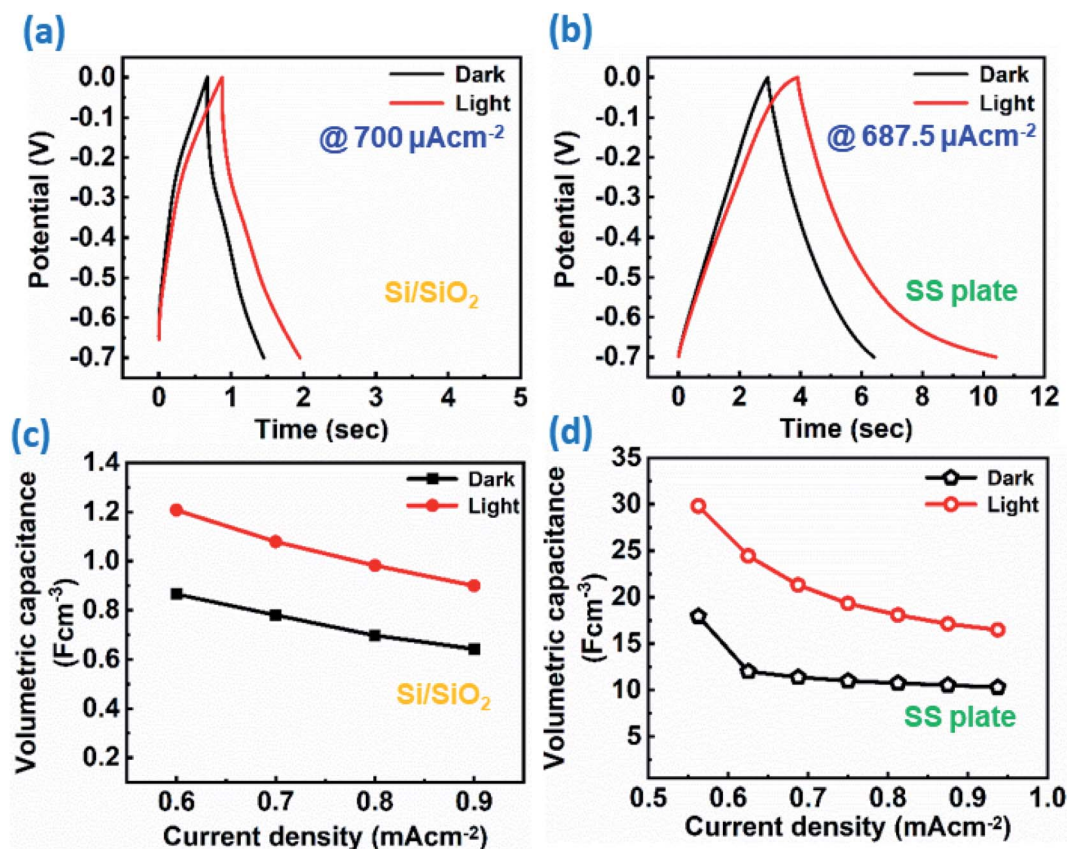 (a)
0.0
-0.1
-0.2
-0.3
-0.4
-0.5
-0.6
-0.7
Potential (V)
Dark
Light
@ 700 µAcm-2
Si/SiO2
0 1 2 3 4 5
Time (sec)
(b)
0.0
-0.1
-0.2
-0.3
-0.4
-0.5
-0.6
-0.7
Potential (V)
Dark
Light
@ 687.5 µAcm-2
SS plate
0 2 4 6 8 10 12
Time (sec)
(c)
1.4
1.2
1.0
0.8
0.6
0.4
0.2
Volumetric capacitance
(Fcm-3)
Dark
Light
Si/SiO2
0.6 0.7 0.8 0.9
Current density (mAcm-2)
(d)
35
30
25
20
15
10
5
Volumetric capacitance
(Fcm-3)
Dark
Light
SS plate
0.5 0.6 0.7 0.8 0.9 1.0
Current density (mAcm-2)